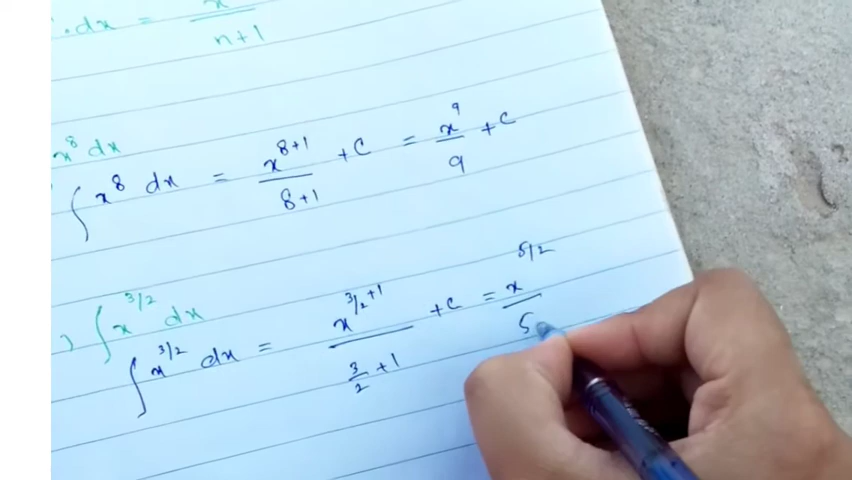 . dx = x / n+1
x^8 dx
∫ x^8 dx = x^(8+1) / (8+1) + c = x^9 / 9 + c
) ∫ x^(3/2) dx
∫ x^(3/2) dx = x^(3/2+1) / (3/2 + 1) + c = x^(5/2) / 5